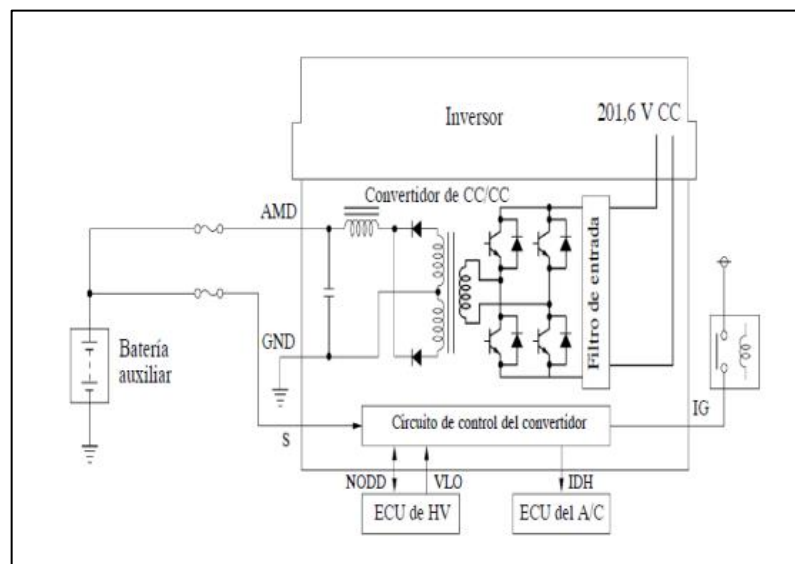 Inversor
201,6 V CC
Convertidor de CC/CC
AMD
Filtro de entrada
GND
Batería
auxiliar
IG
Círcuito de control del convertidor
S
NODD
VLO
IDH
ECU de HV
ECU del A/C